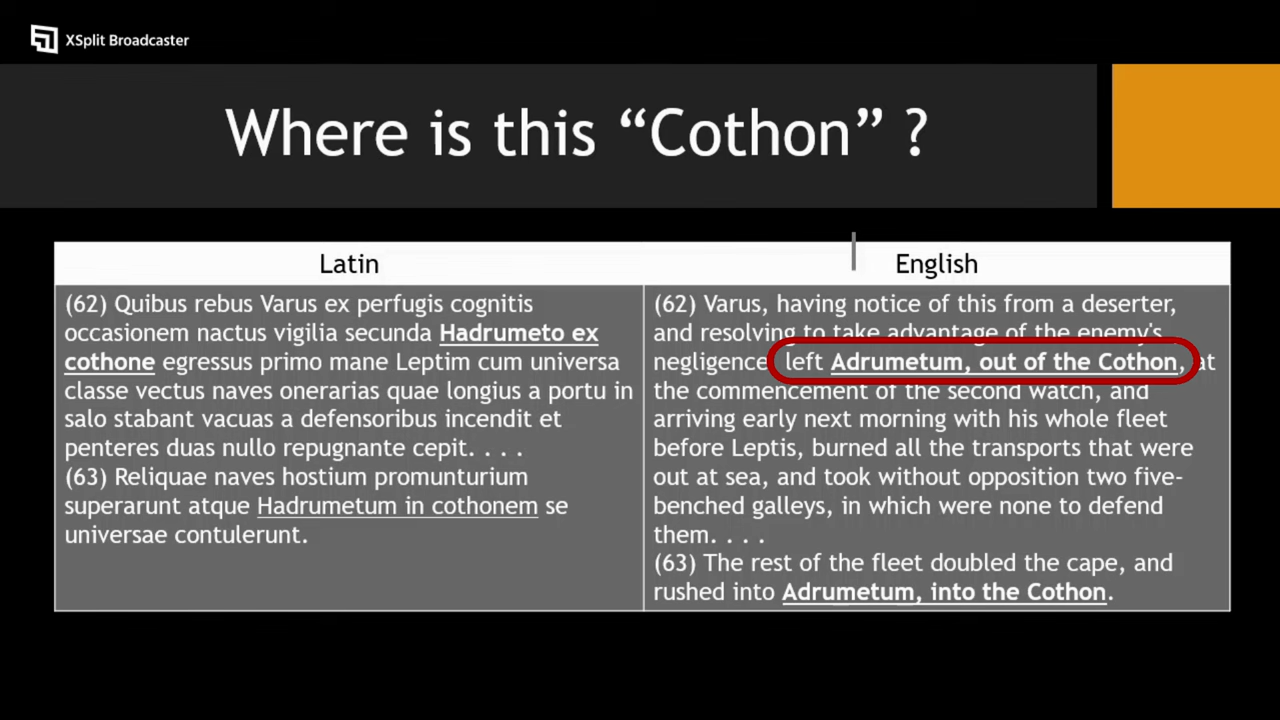 XSplit Broadcaster
Where is this “Cothon” ?
Latin
(62) Quibus rebus Varus ex perfugis cognitis
occasionem nactus vigilia secunda Hadrumeto ex
cothone egressus primo mane Leptim cum universa
classe vectus naves onerarias quae longius a portu in
salo stabant vacuas a defensoribus incendit et
penteres duas nullo repugnante cepit. . . .
(63) Reliquae naves hostium promunturium
superarunt atque Hadrumetum in cothonem se
universae contulerunt.
English
(62) Varus, having notice of this from a deserter,
and resolving to take advantage of the enemy's
negligence left Adrumetum, out of the Cothon, at
the commencement of the second watch, and
arriving early next morning with his whole fleet
before Leptis, burned all the transports that were
out at sea, and took without opposition two five-
benched galleys, in which were none to defend
them. . . .
(63) The rest of the fleet doubled the cape, and
rushed into Adrumetum, into the Cothon.